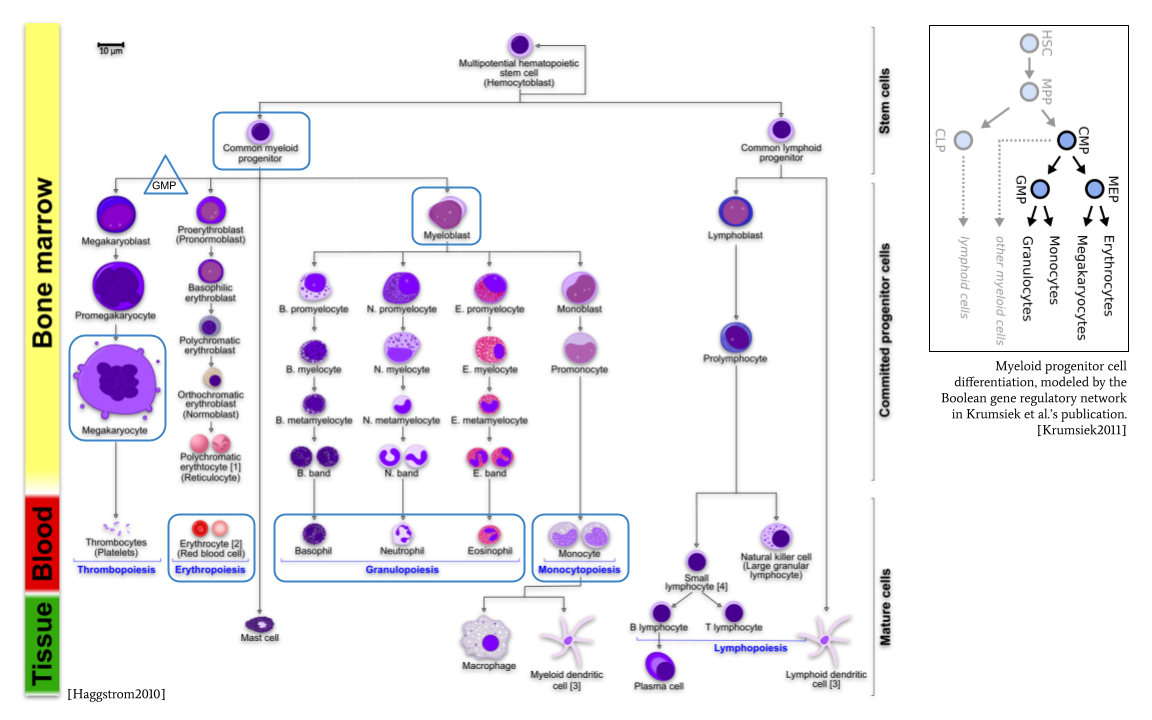 10 µm
Multipotential hematopoietic
stem cell
(Hemocytoblast)
Common myeloid
progenitor
Common lymphoid
progenitor
GMP
Megakaryoblast
Proerythroblast
(Pronormoblast)
Myeloblast
Lymphoblast
Basophilic
erythroblast
Promegakaryocyte
B. promyelocyte
N. promyelocyte
E. promyelocyte
Monoblast
Polychromatic
erythroblast
B. myelocyte
N. myelocyte
E. myelocyte
Promonocyte
Prolymphocyte
Orthochromatic
erythroblast
(Normoblast)
Megakaryocyte
B. metamyelocyte
N. metamyelocyte
E. metamyelocyte
Polychromatic
erythtocyte [1]
(Reticulocyte)
B. band
N. band
E. band
Thrombocytes
(Platelets)
Erythrocyte [2]
(Red blood cell)
Basophil
Neutrophil
Eosinophil
Monocyte
Natural killer cell
(Large granular
lymphocyte)
Thrombopoiesis
Erythropoiesis
Granulopoiesis
Monocytopoiesis
Small
lymphocyte [4]
Mast cell
B lymphocyte
T lymphocyte
Lymphopoiesis
Macrophage
Myeloid dendritic
cell [3]
Plasma cell
Lymphoid dendritic
cell [3]
Bone marrow
Blood
Tissue
Stem cells
Committed progenitor cells
Mature cells
[Haggstrom2010]
HSC
MPP
CLP
CMP
GMP
MEP
lymphoid cells
other myeloid cells
Granulocytes
Monocytes
Megakaryocytes
Erythrocytes
Myeloid progenitor cell
differentiation, modeled by the
Boolean gene regulatory network
in Krumsiek et al.'s publication.
[Krumsiek2011]